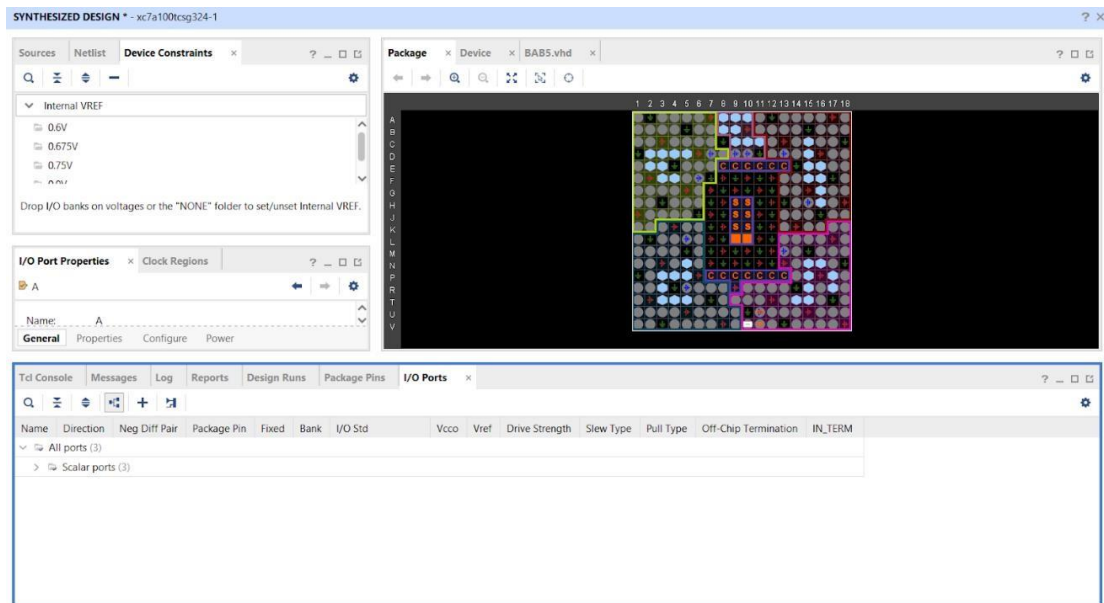 SYNTHESIZED DESIGN * - xc7a100tcsg324-1
Sources Netlist Device Constraints
Internal VREF
0.6V
0.675V
0.75V
Drop I/O banks on voltages or the "NONE" folder to set/unset Internal VREF.
I/O Port Properties Clock Regions
A
Name: A
General Properties Configure Power
Package Device BAB5.vhd
1 2 3 4 5 6 7 8 9 10 11 12 13 14 15 16 17 18
A
B
C
D
E
F
G
H
J
K
L
M
N
P
R
T
U
V
C C C C C C
S S
S S
S S
C C C C C C
Tcl Console Messages Log Reports Design Runs Package Pins I/O Ports
Name Direction Neg Diff Pair Package Pin Fixed Bank I/O Std Vcco Vref Drive Strength Slew Type Pull Type Off-Chip Termination IN_TERM
All ports (3)
Scalar ports (3)